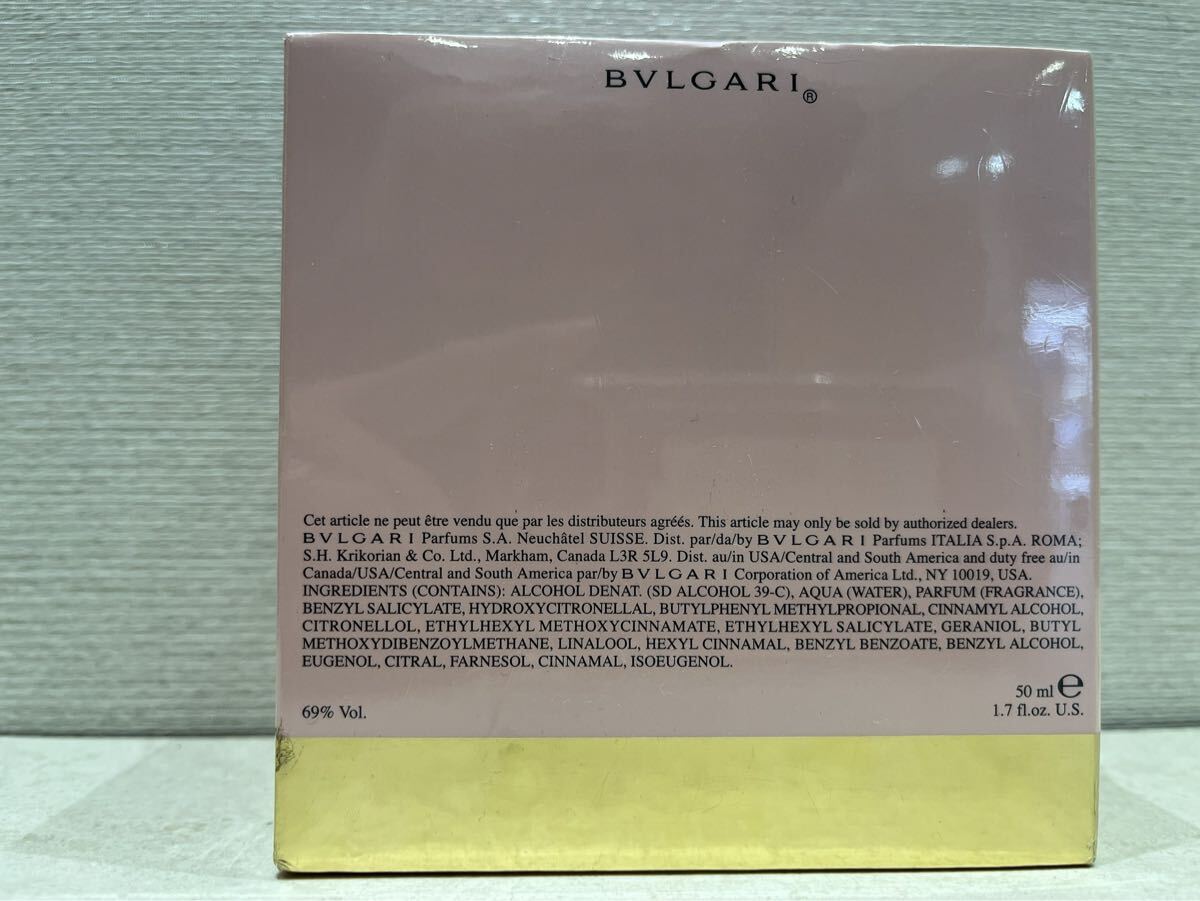 BVLGARI®
Cet article ne peut être vendu que par les distributeurs agréés. This article may only be sold by authorized dealers.
BVLGARI Parfums S.A. Neuchâtel SUISSE. Dist. par/da/by BVLGARI Parfums ITALIA S.p.A. ROMA;
S.H. Krikorian & Co. Ltd., Markham, Canada L3R 5L9. Dist. au/in USA/Central and South America and duty free au/in
Canada/USA/Central and South America par/by BVLGARI Corporation of America Ltd., NY 10019, USA.
INGREDIENTS (CONTAINS): ALCOHOL DENAT. (SD ALCOHOL 39-C), AQUA (WATER), PARFUM (FRAGRANCE),
BENZYL SALICYLATE, HYDROXYCITRONELLAL, BUTYLPHENYL METHYLPROPIONAL, CINNAMYL ALCOHOL,
CITRONELLOL, ETHYLHEXYL METHOXYCINNAMATE, ETHYLHEXYL SALICYLATE, GERANIOL, BUTYL
METHOXYDIBENZOYLMETHANE, LINALOOL, HEXYL CINNAMAL, BENZYL BENZOATE, BENZYL ALCOHOL,
EUGENOL, CITRAL, FARNESOL, CINNAMAL, ISOEUGENOL.
50 ml ℮
69% Vol. 1.7 fl.oz. U.S.